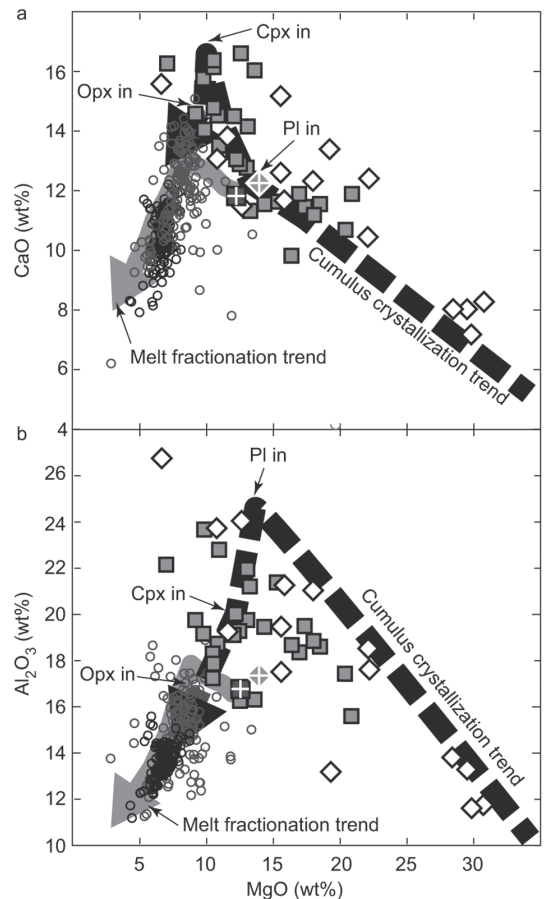 a
Cpx in
16
Opx in
14
Pl in
12
CaO (wt%)
10
8
Cumulus crystallization trend
Melt fractionation trend
6
4
b
Pl in
26
24
22
Cpx in
20
Al2O3 (wt%)
18
Opx in
16
Cumulus crystallization trend
14
12
Melt fractionation trend
10
5 10 15 20 25 30
MgO (wt%)